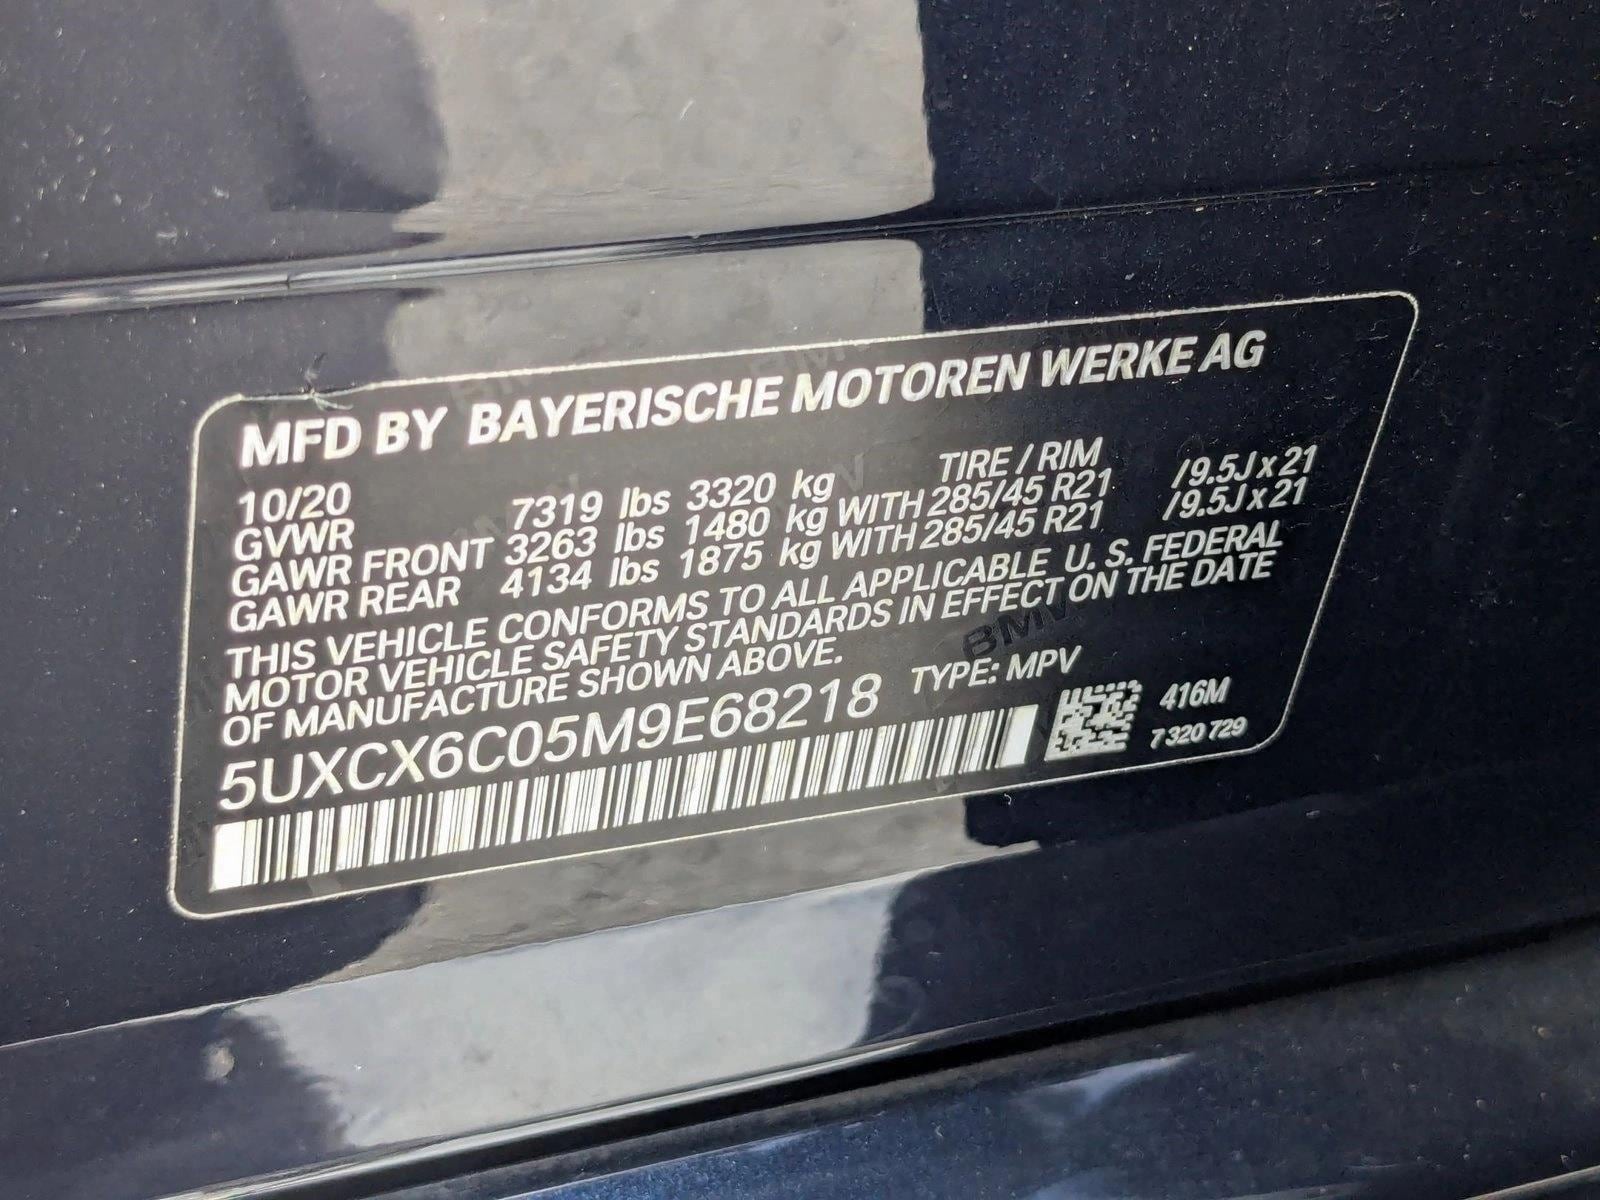 MFD BY BAYERISCHE MOTOREN WERKE AG
10/20 TIRE / RIM
GVWR 7319 lbs 3320 kg
GAWR FRONT 3263 lbs 1480 kg WITH 285/45 R21 /9.5J x 21
GAWR REAR 4134 lbs 1875 kg WITH 285/45 R21 /9.5J x 21
THIS VEHICLE CONFORMS TO ALL APPLICABLE U. S. FEDERAL
MOTOR VEHICLE SAFETY STANDARDS IN EFFECT ON THE DATE
OF MANUFACTURE SHOWN ABOVE.
5UXCX6C05M9E68218 TYPE: MPV
416M
7 320 729